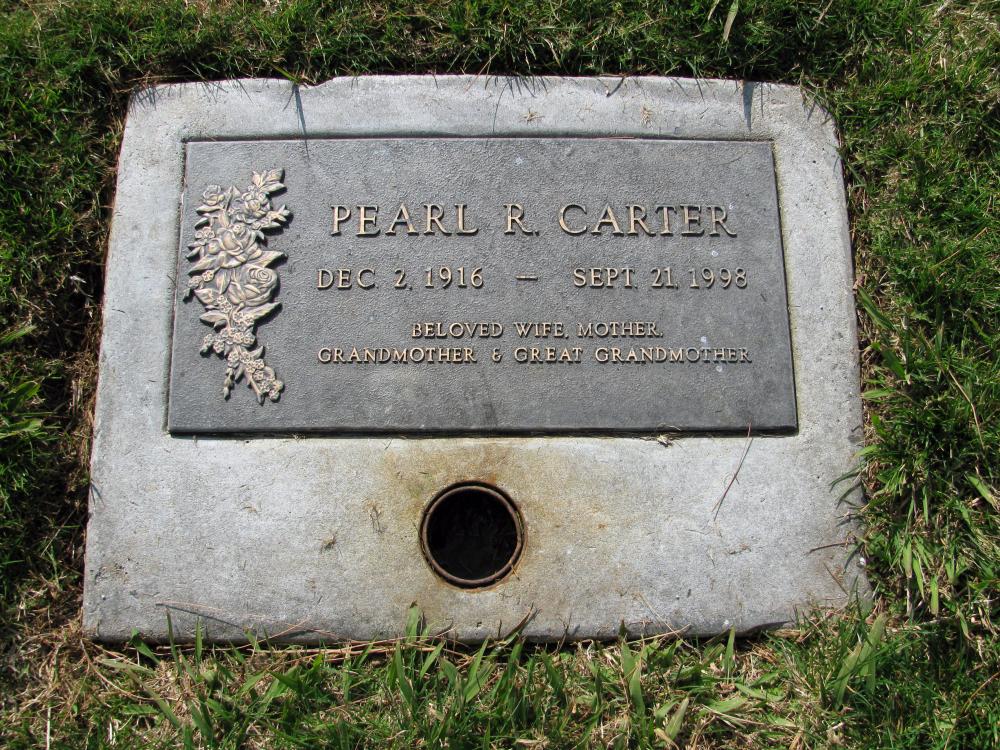 PEARL R. CARTER
DEC. 2, 1916 — SEPT. 21, 1998
BELOVED WIFE, MOTHER,
GRANDMOTHER & GREAT GRANDMOTHER